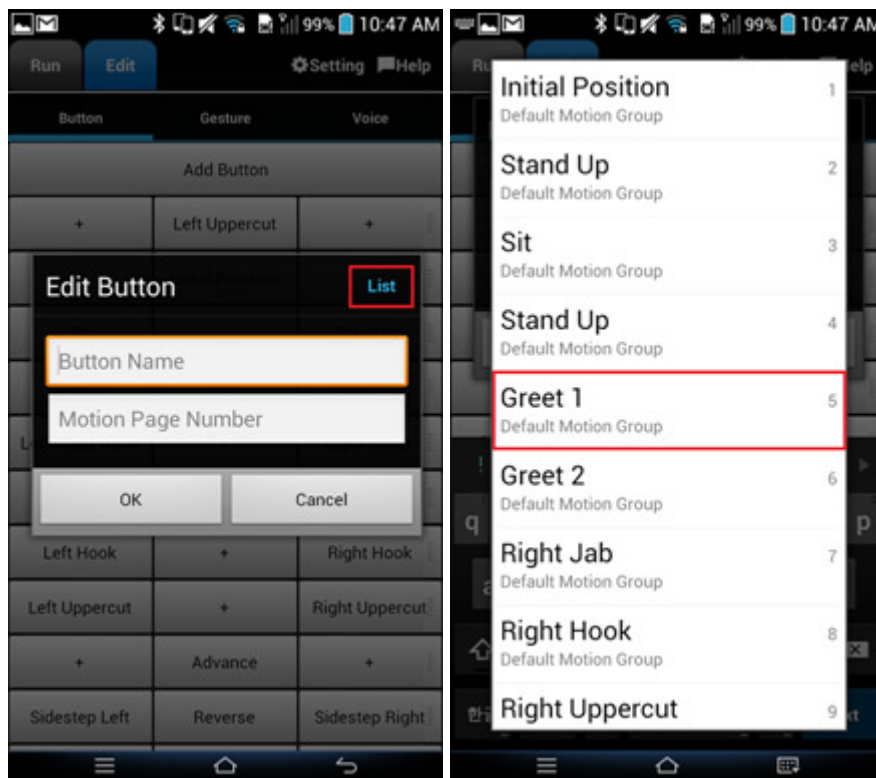 99% 10:47 AM
Run Edit Setting Help
Button Gesture Voice
Add Button
+ Left Uppercut +
Edit Button List
Button Name
Motion Page Number
OK Cancel
Left Hook + Right Hook
Left Uppercut + Right Uppercut
+ Advance +
Sidestep Left Reverse Sidestep Right
99% 10:47 AM
Initial Position 1
Default Motion Group
Stand Up 2
Default Motion Group
Sit 3
Default Motion Group
Stand Up 4
Default Motion Group
Greet 1 5
Default Motion Group
Greet 2 6
Default Motion Group
q p
Right Jab 7
Default Motion Group
Right Hook 8
Default Motion Group
Right Uppercut 9